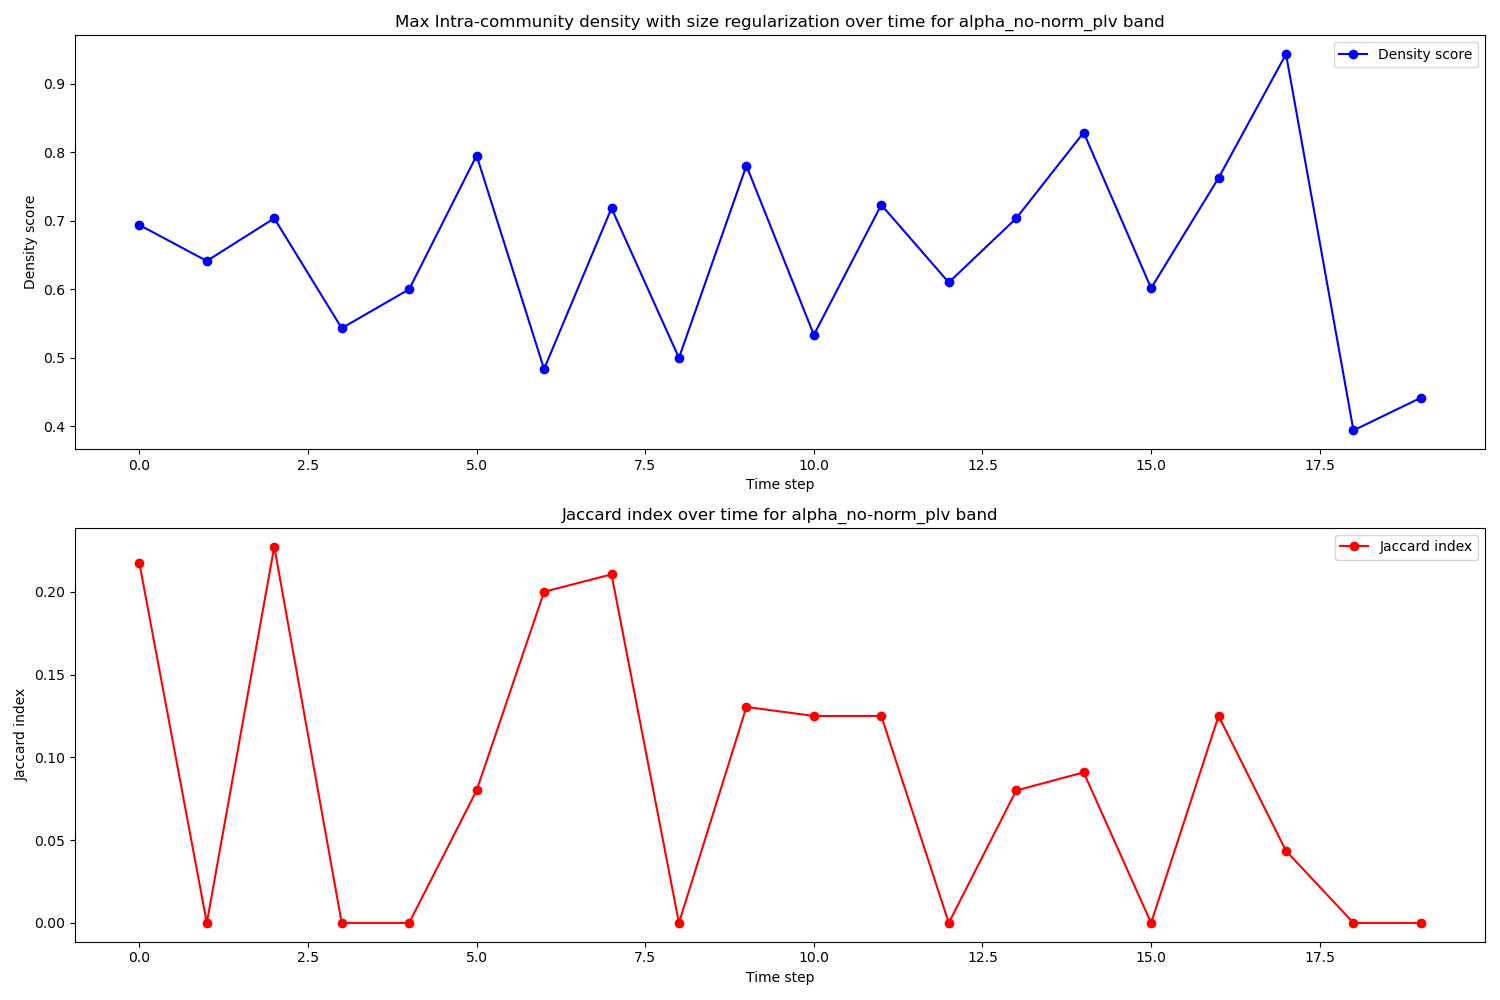 Max Intra-community density with size regularization over time for alpha_no-norm_plv band
Density score
0.9
0.8
0.7
0.6
0.5
0.4
Density score
0.0 2.5 5.0 7.5 10.0 12.5 15.0 17.5
Time step
Jaccard index over time for alpha_no-norm_plv band
Jaccard index
0.20
0.15
0.10
0.05
0.00
Jaccard index
0.0 2.5 5.0 7.5 10.0 12.5 15.0 17.5
Time step